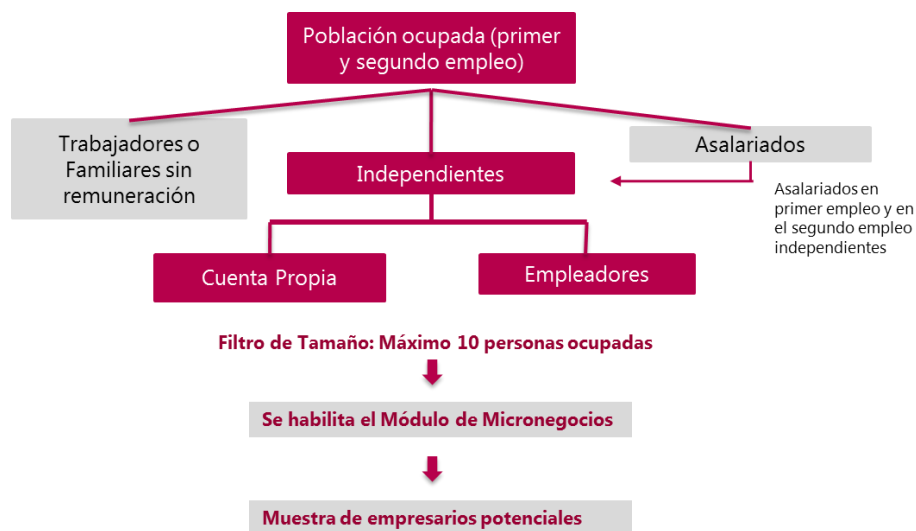 Población ocupada (primer
y segundo empleo)
Trabajadores o
Familiares sin
remuneración
Independientes
Asalariados
Asalariados en
primer empleo y en
el segundo empleo
independientes
Cuenta Propia
Empleadores
Filtro de Tamaño: Máximo 10 personas ocupadas
Se habilita el Módulo de Micronegocios
Muestra de empresarios potenciales